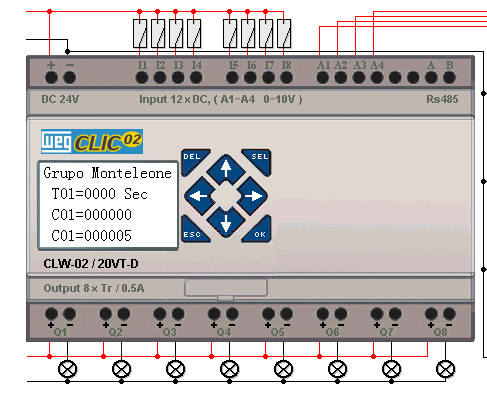 + − I1 I2 I3 I4 I5 I6 I7 I8 A1 A2 A3 A4 A B
DC 24V Input 12 x DC, ( A1~A4 0~10V ) Rs485
weg CLIC 02
DEL SEL
Grupo Monteleone
T01=0000 Sec
C01=000000
C01=000005
ESC OK
CLW-02 / 20VT-D
Output 8 x Tr / 0.5A
+ − + − + − + − + − + − + − + −
Q1 Q2 Q3 Q4 Q5 Q6 Q7 Q8